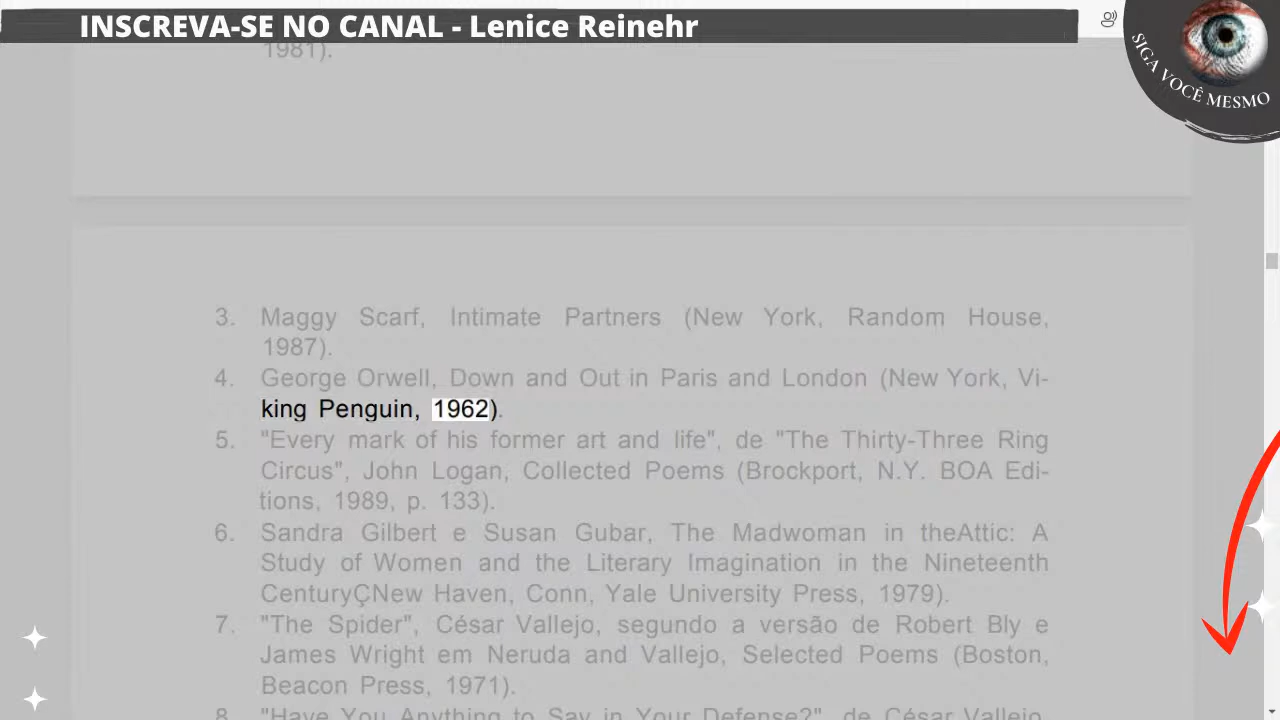 INSCREVA-SE NO CANAL - Lenice Reinehr
SIGA VOCÊ MESMO
1981).
3. Maggy Scarf, Intimate Partners (New York, Random House,
1987).
4. George Orwell, Down and Out in Paris and London (New York, Vi-
king Penguin, 1962).
5. "Every mark of his former art and life", de "The Thirty-Three Ring
Circus", John Logan, Collected Poems (Brockport, N.Y. BOA Edi-
tions, 1989, p. 133).
6. Sandra Gilbert e Susan Gubar, The Madwoman in theAttic: A
Study of Women and the Literary Imagination in the Nineteenth
CenturyÇNew Haven, Conn, Yale University Press, 1979).
7. "The Spider", César Vallejo, segundo a versão de Robert Bly e
James Wright em Neruda and Vallejo, Selected Poems (Boston,
Beacon Press, 1971).
8. "Have You Anything to Say in Your Defense?", de César Vallejo,